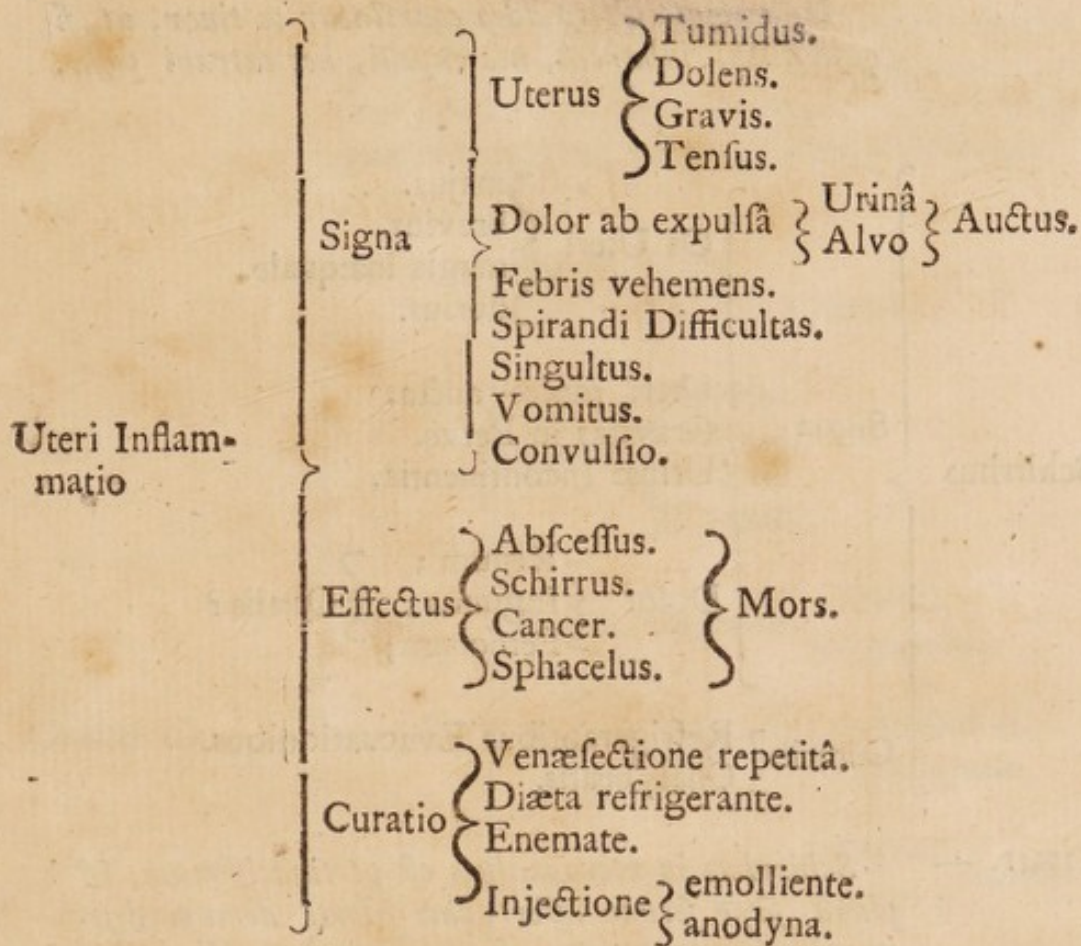 Tumidus.
Uterus Dolens.
Gravis.
Tenſus.
Signa Dolor ab expulſâ Urinâ Auctus.
Alvo
Febris vehemens.
Spirandi Difficultas.
Singultus.
Vomitus.
Convulſio.
Uteri Inflam-
matio
Abſceſſus.
Effectus Schirrus. Mors.
Cancer.
Sphacelus.
Venæſectione repetitâ.
Curatio Diæta refrigerante.
Enemate.
Injectione emolliente.
anodyna.